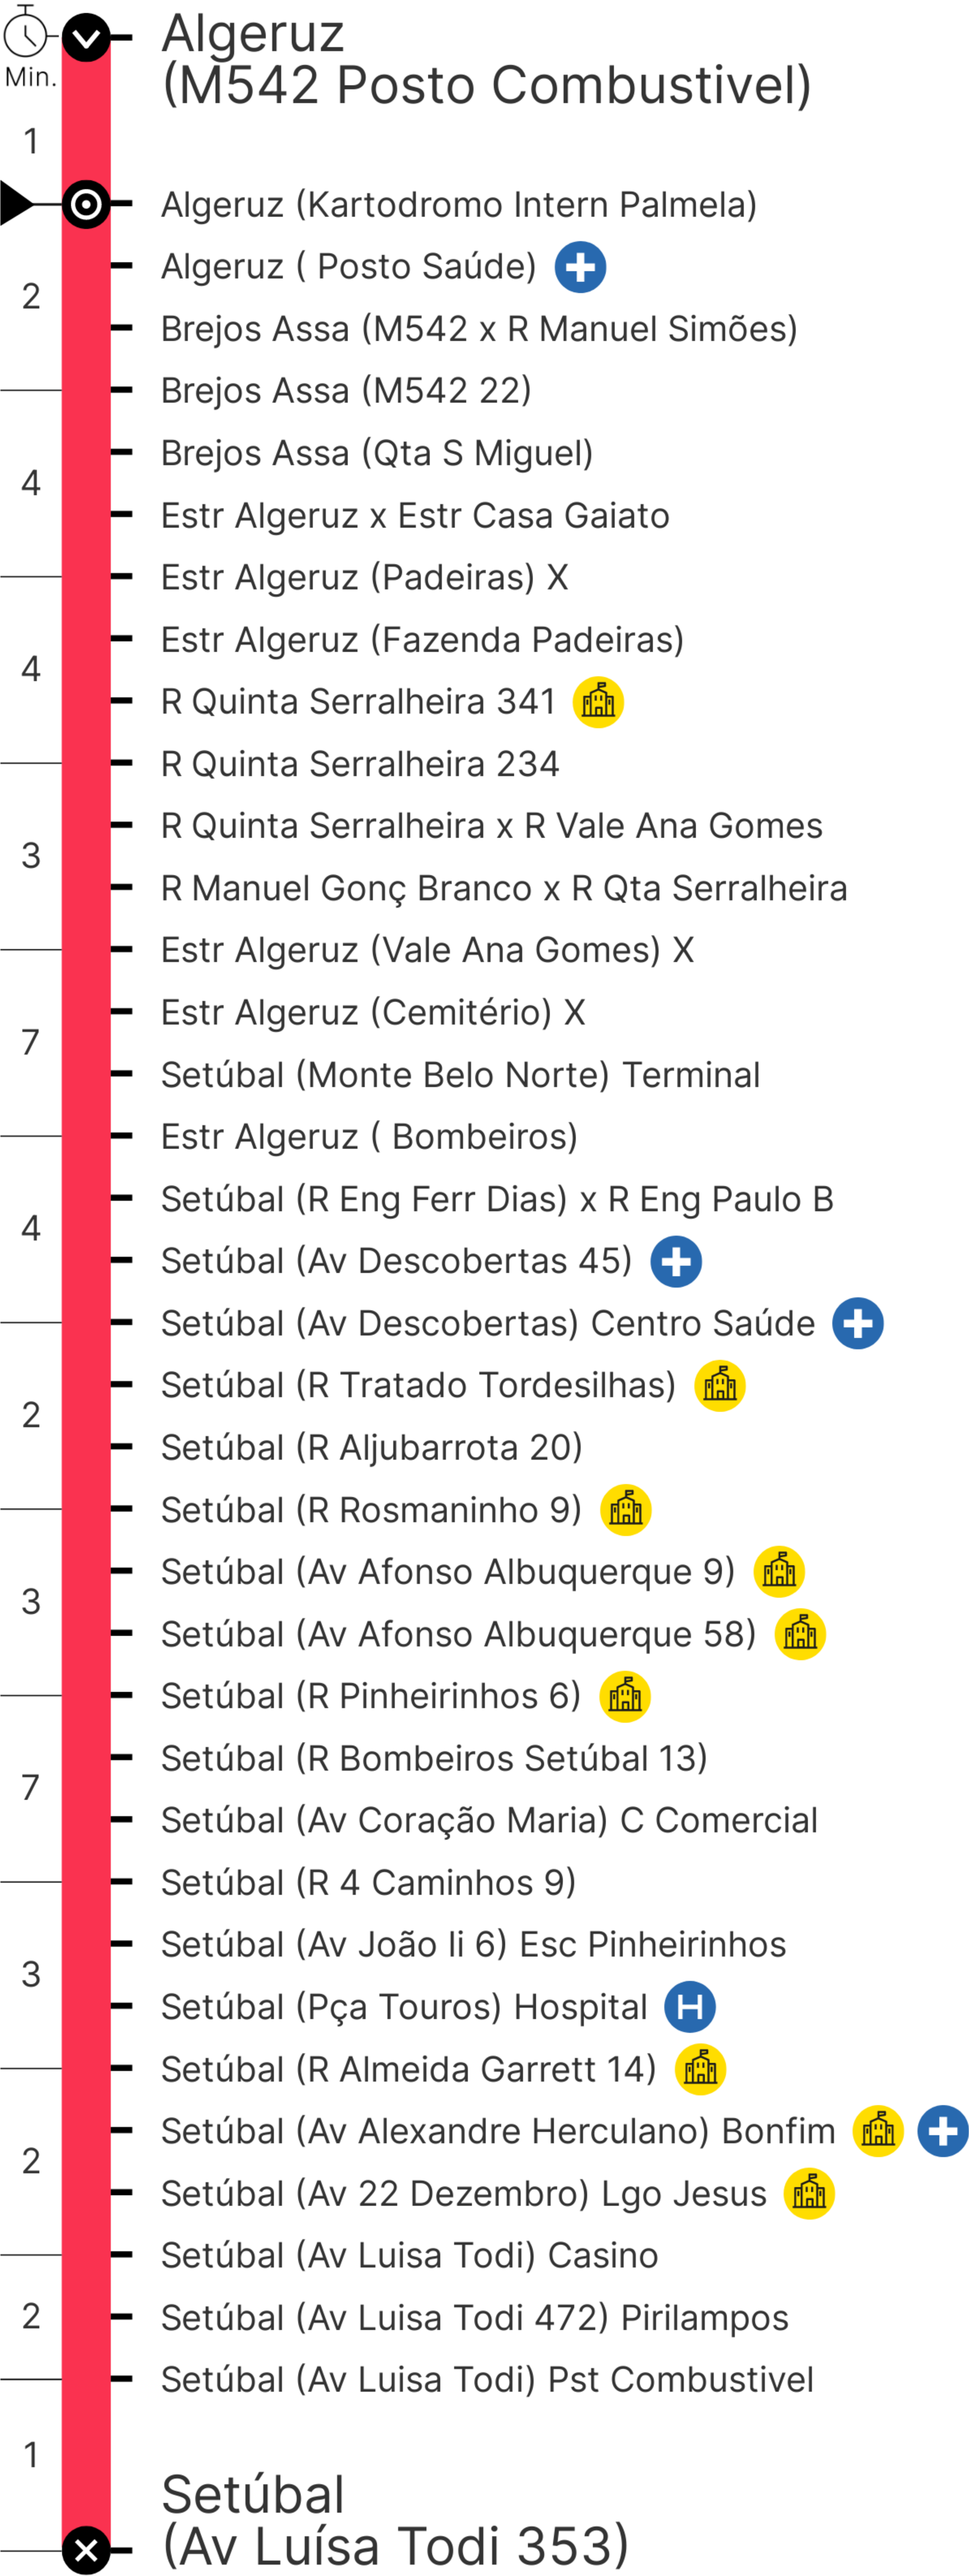 Algeruz
(M542 Posto Combustivel)
Min.
1
Algeruz (Kartodromo Intern Palmela)
Algeruz ( Posto Saúde)
2
Brejos Assa (M542 x R Manuel Simões)
Brejos Assa (M542 22)
Brejos Assa (Qta S Miguel)
4
Estr Algeruz x Estr Casa Gaiato
Estr Algeruz (Padeiras) X
Estr Algeruz (Fazenda Padeiras)
4
R Quinta Serralheira 341
R Quinta Serralheira 234
R Quinta Serralheira x R Vale Ana Gomes
3
R Manuel Gonç Branco x R Qta Serralheira
Estr Algeruz (Vale Ana Gomes) X
Estr Algeruz (Cemitério) X
7
Setúbal (Monte Belo Norte) Terminal
Estr Algeruz ( Bombeiros)
Setúbal (R Eng Ferr Dias) x R Eng Paulo B
4
Setúbal (Av Descobertas 45)
Setúbal (Av Descobertas) Centro Saúde
Setúbal (R Tratado Tordesilhas)
2
Setúbal (R Aljubarrota 20)
Setúbal (R Rosmaninho 9)
Setúbal (Av Afonso Albuquerque 9)
3
Setúbal (Av Afonso Albuquerque 58)
Setúbal (R Pinheirinhos 6)
Setúbal (R Bombeiros Setúbal 13)
7
Setúbal (Av Coração Maria) C Comercial
Setúbal (R 4 Caminhos 9)
Setúbal (Av João Ii 6) Esc Pinheirinhos
3
Setúbal (Pça Touros) Hospital H
Setúbal (R Almeida Garrett 14)
Setúbal (Av Alexandre Herculano) Bonfim
2
Setúbal (Av 22 Dezembro) Lgo Jesus
Setúbal (Av Luisa Todi) Casino
2
Setúbal (Av Luisa Todi 472) Pirilampos
Setúbal (Av Luisa Todi) Pst Combustivel
1
Setúbal
(Av Luísa Todi 353)